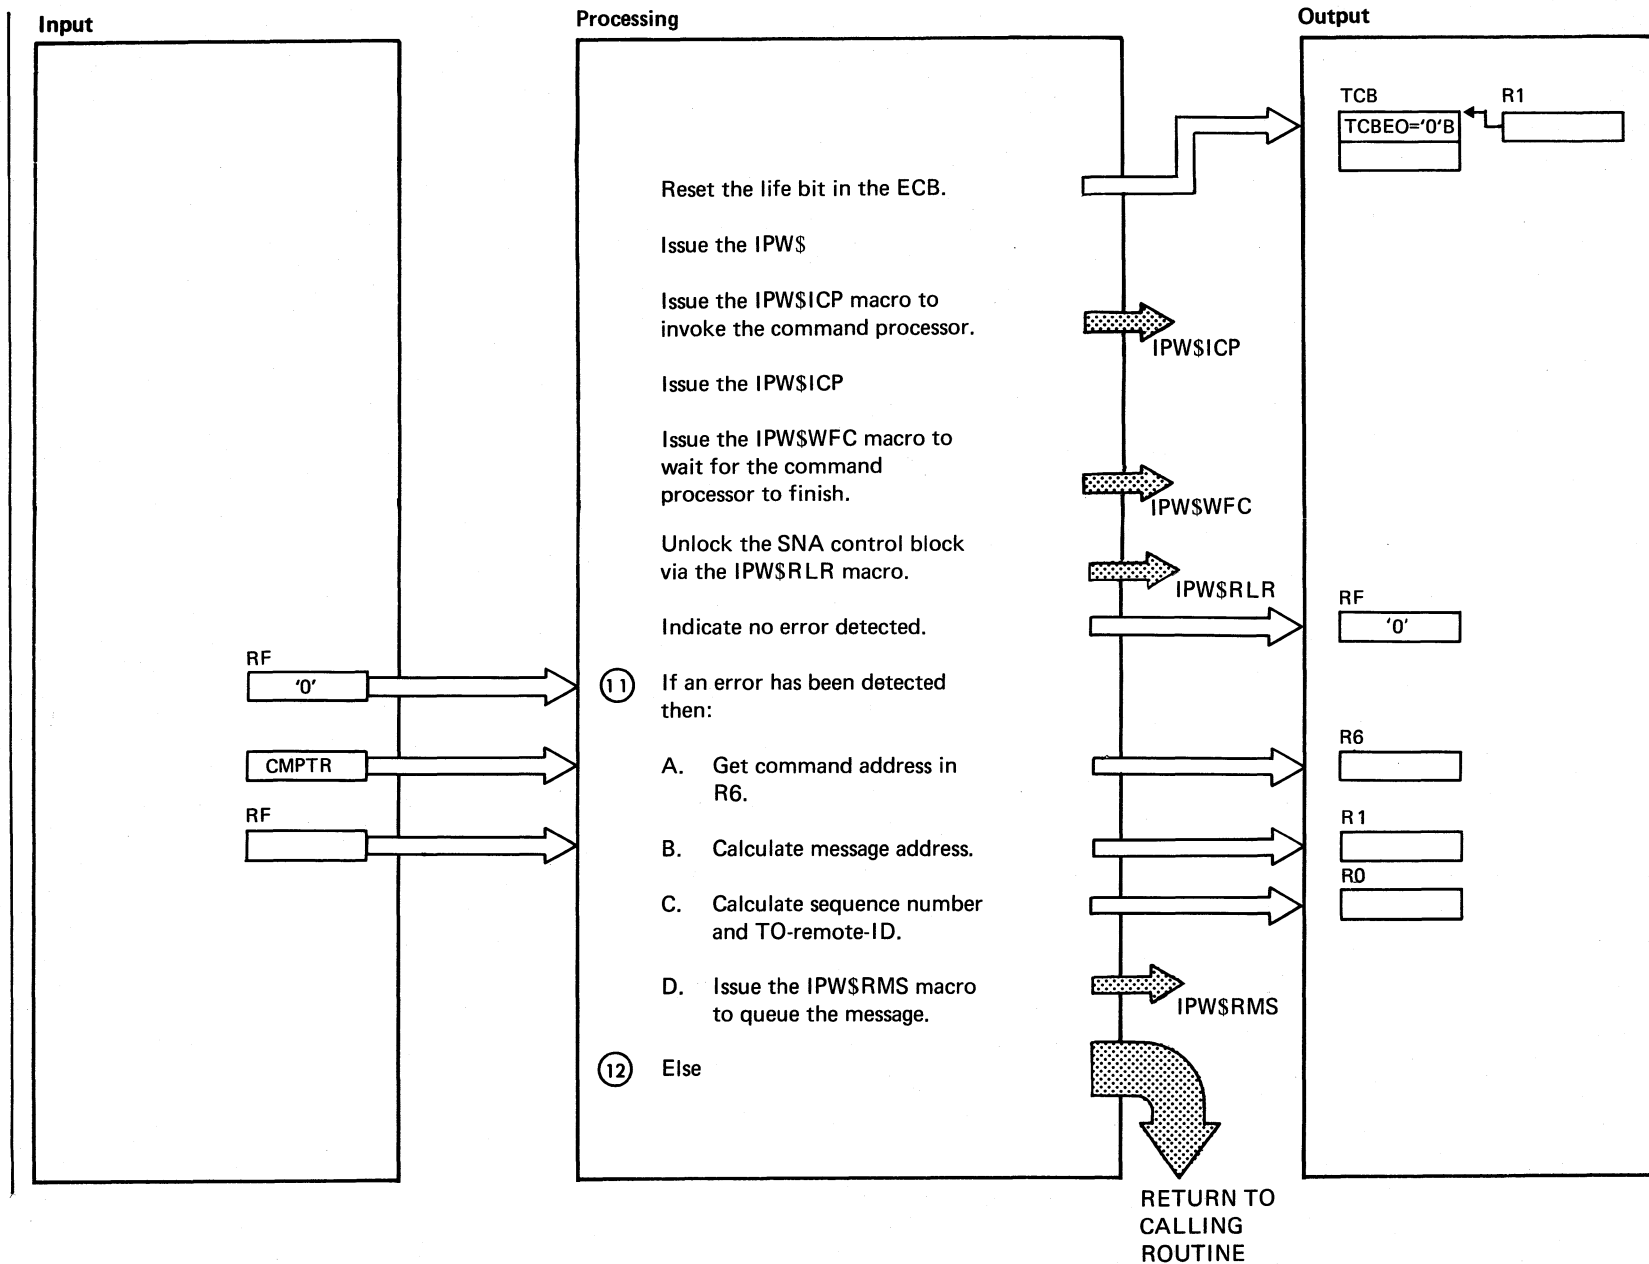 Input
Processing
Output
TCB
R1
TCBEO='0'B
Reset the life bit in the ECB.
Issue the IPW$
Issue the IPW$ICP macro to
invoke the command processor.
IPW$ICP
Issue the IPW$ICP
Issue the IPW$WFC macro to
wait for the command
processor to finish.
IPW$WFC
Unlock the SNA control block
via the IPW$RLR macro.
IPW$RLR
Indicate no error detected.
RF
'0'
RF
'0'
11 If an error has been detected
then:
CMPTR
A. Get command address in
R6.
R6
RF
B. Calculate message address.
R1
C. Calculate sequence number
and TO-remote-ID.
R0
D. Issue the IPW$RMS macro
to queue the message.
IPW$RMS
12 Else
RETURN TO
CALLING
ROUTINE